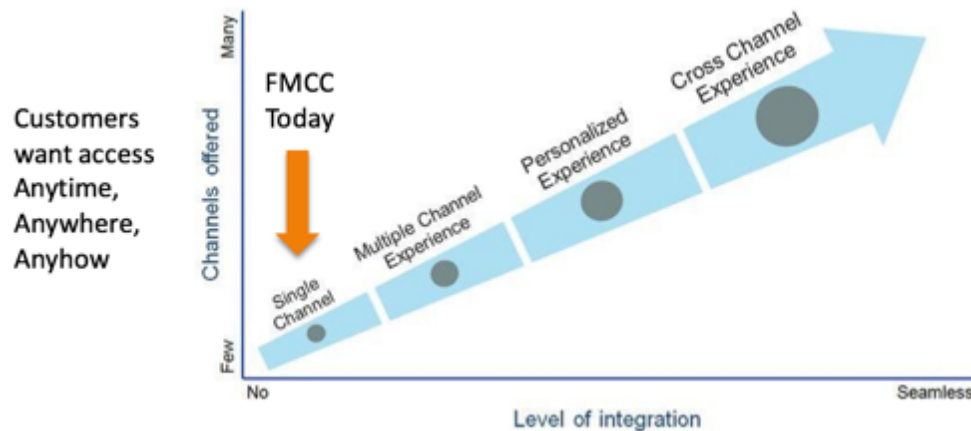 Customers
want access
Anytime,
Anywhere,
Anyhow
Channels offered
Many
Few
FMCC
Today
Single
Channel
Multiple Channel
Experience
Personalized
Experience
Cross Channel
Experience
No
Seamless
Level of integration